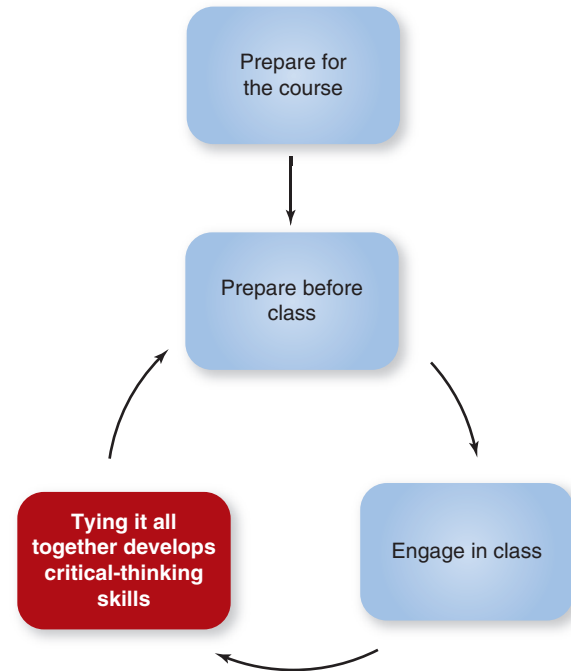 Prepare for
the course
Prepare before
class
Tying it all
together develops
critical-thinking
skills
Engage in class